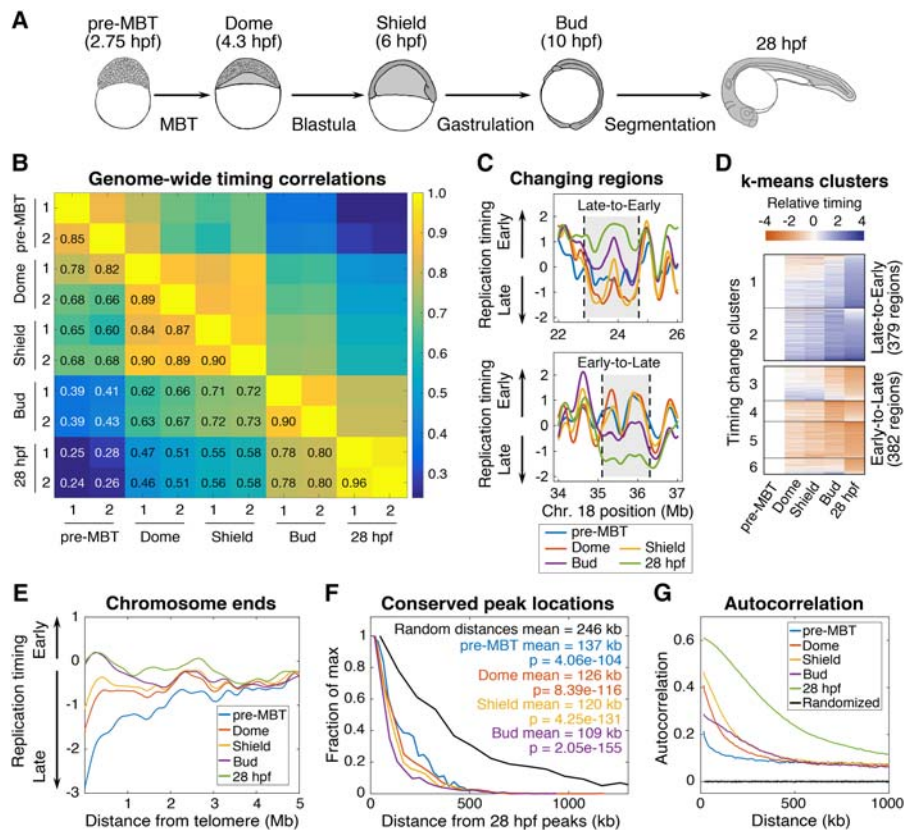 A
pre-MBT
(2.75 hpf)
Dome
(4.3 hpf)
Shield
(6 hpf)
Bud
(10 hpf)
28 hpf
MBT
Blastula
Gastrulation
Segmentation
B
Genome-wide timing correlations
pre-MBT
Dome
Shield
Bud
28 hpf
1
2 0.85
1 0.78 0.82
2 0.68 0.66 0.89
1 0.65 0.60 0.84 0.87
2 0.68 0.68 0.90 0.89 0.90
1 0.39 0.41 0.62 0.66 0.71 0.72
2 0.39 0.43 0.63 0.67 0.72 0.73 0.90
1 0.25 0.28 0.47 0.51 0.55 0.58 0.78 0.80
2 0.24 0.26 0.46 0.51 0.56 0.58 0.78 0.80 0.96
1 2 1 2 1 2 1 2 1 2
pre-MBT Dome Shield Bud 28 hpf
1.0
0.9
0.8
0.7
0.6
0.5
0.4
0.3
C
Changing regions
Late-to-Early
Replication timing
Late Early
2
1
0
-1
-2
22 24 26
Early-to-Late
Replication timing
Late Early
2
1
0
-1
-2
34 35 36 37
Chr. 18 position (Mb)
pre-MBT
Dome Shield
Bud 28 hpf
D
k-means clusters
Relative timing
-4 -2 0 2 4
Timing change clusters
1
2
3
4
5
6
Late-to-Early
(379 regions)
Early-to-Late
(382 regions)
pre-MBT
Dome
Shield
Bud
28 hpf
E
Chromosome ends
Replication timing
Late Early
1
0
-1
-2
-3
1 2 3 4 5
Distance from telomere (Mb)
pre-MBT
Dome
Shield
Bud
28 hpf
F
Conserved peak locations
Random distances mean = 246 kb
pre-MBT mean = 137 kb
p = 4.06e-104
Dome mean = 126 kb
p= 8.39e-116
Shield mean = 120 kb
p = 4.25e-131
Bud mean = 109 kb
p = 2.05e-155
Fraction of max
1
0.8
0.6
0.4
0.2
0
0 500 1000
Distance from 28 hpf peaks (kb)
G
Autocorrelation
pre-MBT
Dome
Shield
Bud
28 hpf
Randomized
Autocorrelation
0.6
0.4
0.2
0
0 500 1000
Distance (kb)